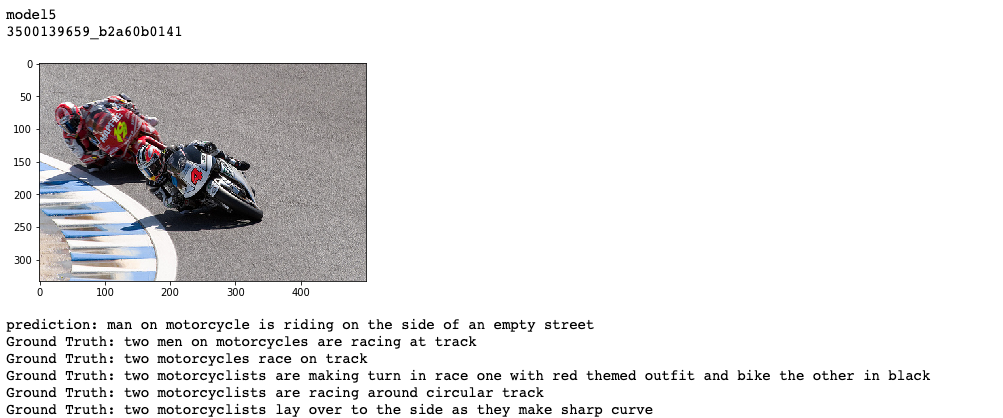 model5
3500139659_b2a60b0141
0
50
100
150
200
250
300
MAPFRE
19
4
0
100
200
300
400
prediction: man on motorcycle is riding on the side of an empty street
Ground Truth: two men on motorcycles are racing at track
Ground Truth: two motorcycles race on track
Ground Truth: two motorcyclists are making turn in race one with red themed outfit and bike the other in black
Ground Truth: two motorcyclists are racing around circular track
Ground Truth: two motorcyclists lay over to the side as they make sharp curve